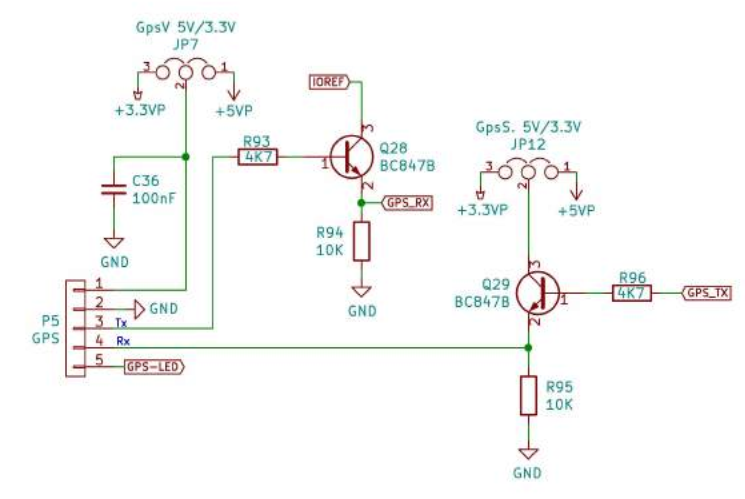 GpsV 5V/3.3V
JP7
3
1
2
+3.3VP
+5VP
IOREF
3
R93
4K7
1
Q28
BC847B
2
GPS_RX
C36
100nF
GND
R94
10K
GND
GpsS. 5V/3.3V
JP12
3
1
2
+3.3VP
+5VP
3
Q29
BC847B
1
2
R96
4K7
GPS_TX
P5
GPS
1
2
GND
3
Tx
4
Rx
5
GPS-LED
R95
10K
GND